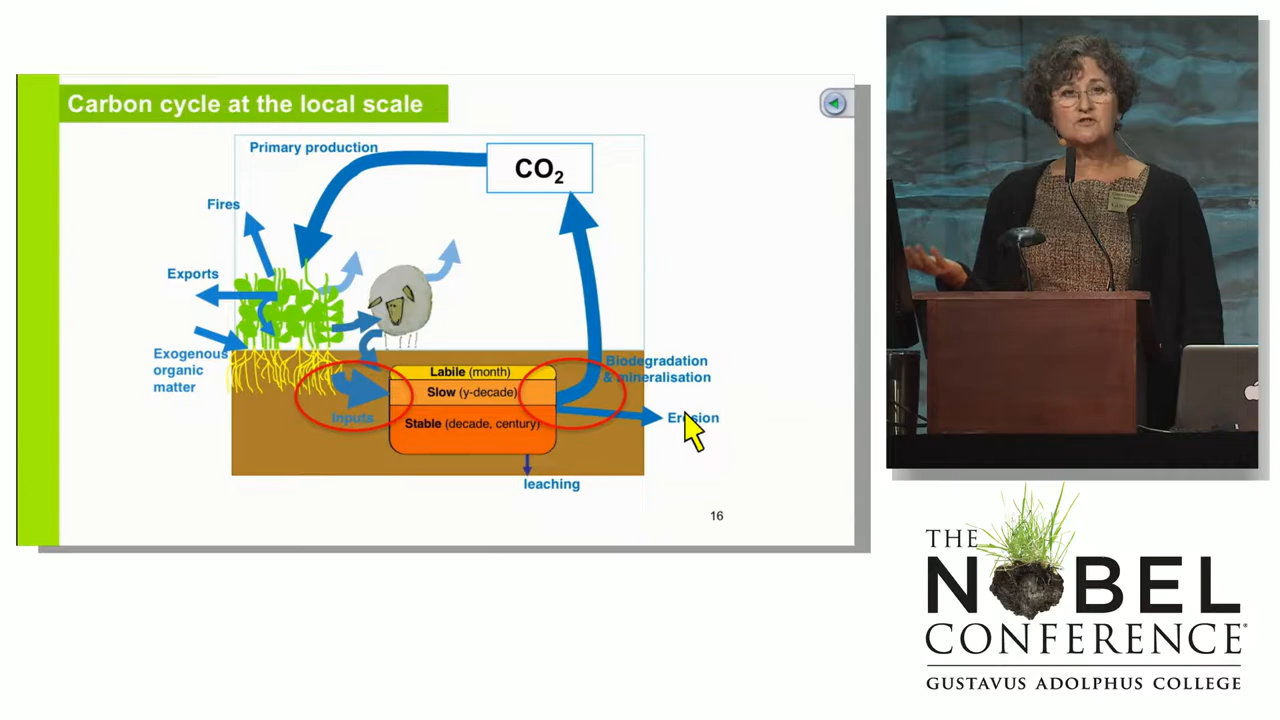 Carbon cycle at the local scale
Primary production
CO₂
Fires
Exports
Exogenous
organic
matter
Inputs
Labile (month)
Slow (y-decade)
Stable (decade, century)
Biodegradation
& mineralisation
Erosion
leaching
16
THE
NOBEL
CONFERENCE®
GUSTAVUS ADOLPHUS COLLEGE